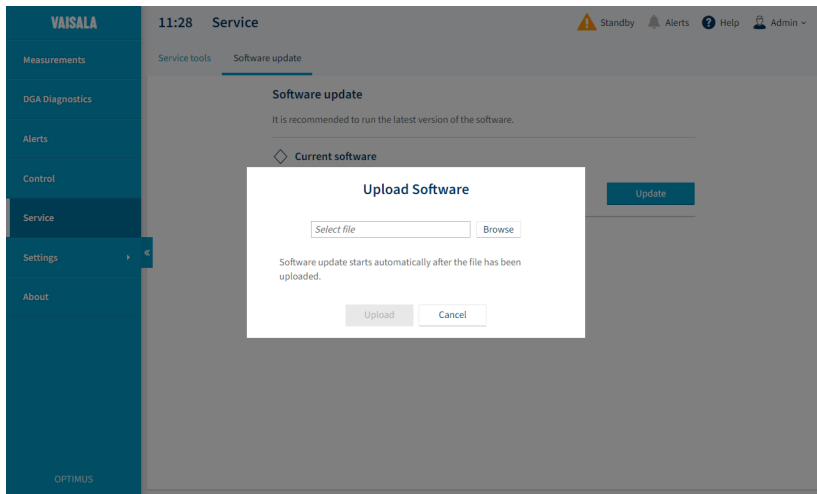 VAISALA
11:28 Service
Standby Alerts ? Help Admin
Measurements
DGA Diagnostics
Alerts
Control
Service
Settings
About
OPTIMUS
«
Service tools Software update
Software update
It is recommended to run the latest version of the software.
Current software
Update
Upload Software
Select file Browse
Software update starts automatically after the file has been
uploaded.
Upload Cancel